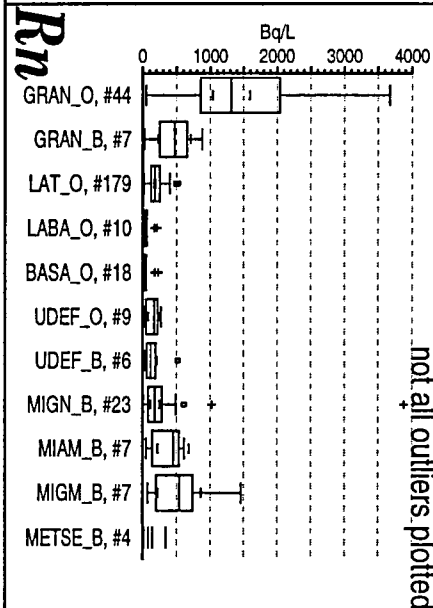 Rn
Bq/L
0 1000 2000 3000 4000
GRAN_O, #44
GRAN_B, #7
LAT_O, #179
LABA_O, #10
BASA_O, #18
UDEF_O, #9
UDEF_B, #6
MIGN_B, #23
MIAM_B, #7
MIGM_B, #7
METSE_B, #4
not all outliers plotted